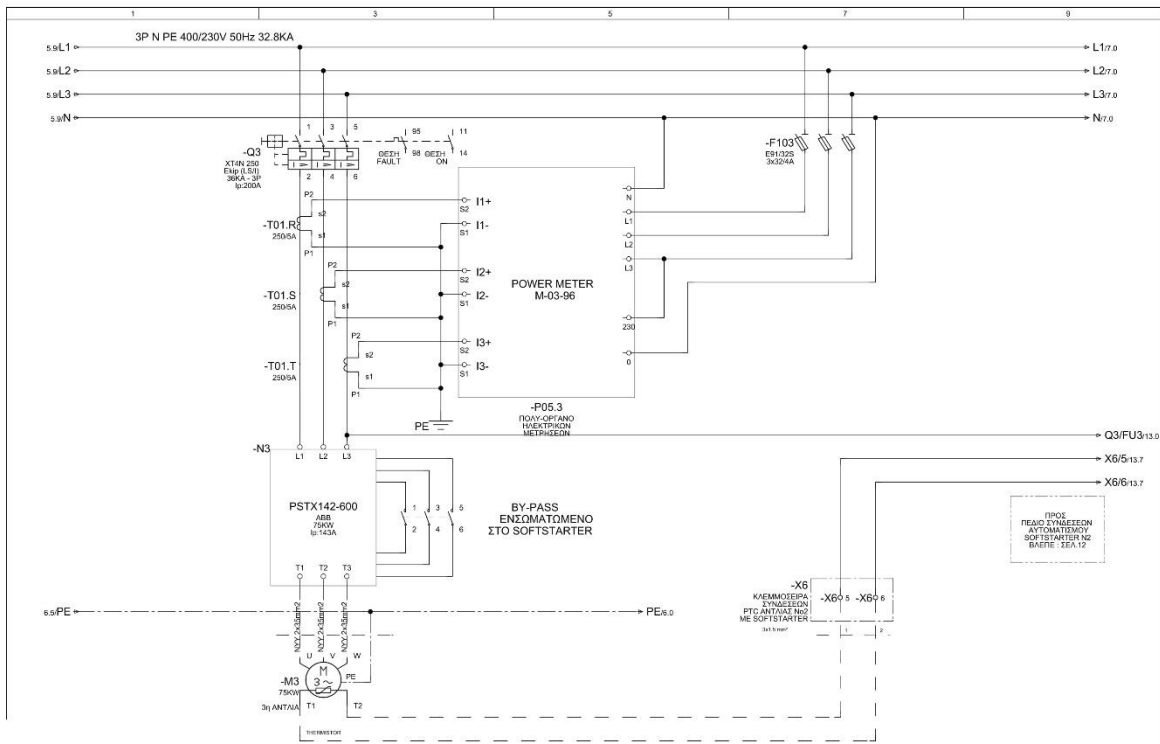 1 3 5 7 9
3P N PE 400/230V 50Hz 32.8KA
5.9/L1 L1/7.0
5.9/L2 L2/7.0
5.9/L3 L3/7.0
5.9/N N/7.0
1 3 5 95 11
-Q3
XT4N 250
Ekip (LS/I)
36KA - 3P
Ip:200A
ΘΕΣΗ 98 ΘΕΣΗ 14
FAULT ON
2 4 6
-F103
E91/32S
3x32/4A
P2 s2
-T01.R
250/5A
s1
P1
P2
s2
-T01.S
250/5A
s1
P1
P2
s2
-T01.T
250/5A
s1
P1
I1+
S2
I1-
S1
I2+
S2
I2-
S1
I3+
S2
I3-
S1
POWER METER
M-03-96
N
L1
L2
L3
230
0
PE
-P05.3
ΠΟΛΥ-ΟΡΓΑΝΟ
ΗΛΕΚΤΡΙΚΩΝ
ΜΕΤΡΗΣΕΩΝ
Q3/FU3/13.0
X6/5/13.7
X6/6/13.7
-N3
L1 L2 L3
PSTX142-600
ABB
75KW
Ip:143A
T1 T2 T3
1 3 5
2 4 6
BY-PASS
ΕΝΣΩΜΑΤΩΜΕΝΟ
ΣΤΟ SOFTSTARTER
ΠΡΟΣ
ΠΕΔΙΟ ΣΥΝΔΕΣΕΩΝ
ΑΥΤΟΜΑΤΙΣΜΟΥ
SOFTSTARTER N2
ΒΛΕΠΕ : ΣΕΛ.12
-X6
ΚΛΕΜΜΟΣΕΙΡΑ
ΣΥΝΔΕΣΕΩΝ
PTC ΑΝΤΛΙΑΣ Νο2
ΜΕ SOFTSTARTER
3x1.5 mm²
-X6 5 -X6 6
1 2
6.5/PE PE/6.0
NYY 2x35mm2
NYY 2x35mm2
NYY 2x35mm2
U V W
PE
M
3 ~
-M3
75KW
3η ΑΝΤΛΙΑ
T1 T2
THERMISTOR